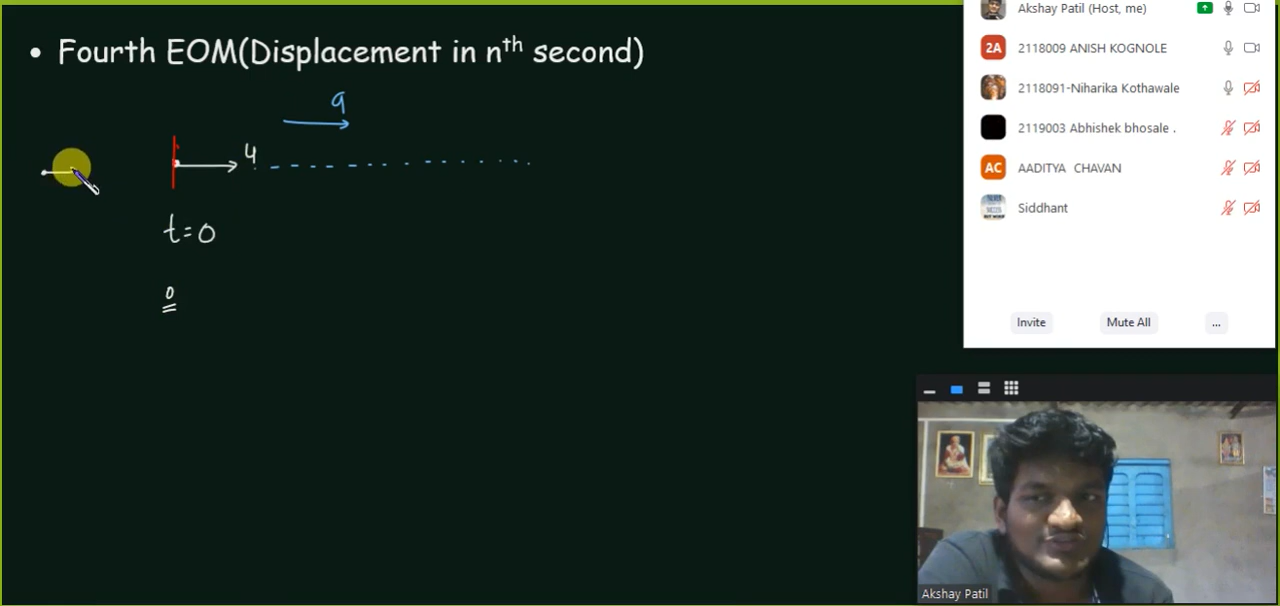 • Fourth EOM(Displacement in nth second)
a
u
t=0
0
Akshay Patil (Host, me)
2A 2118009 ANISH KOGNOLE
2118091-Niharika Kothawale
2119003 Abhishek bhosale .
AC AADITYA CHAVAN
Siddhant
Invite Mute All ...
Akshay Patil